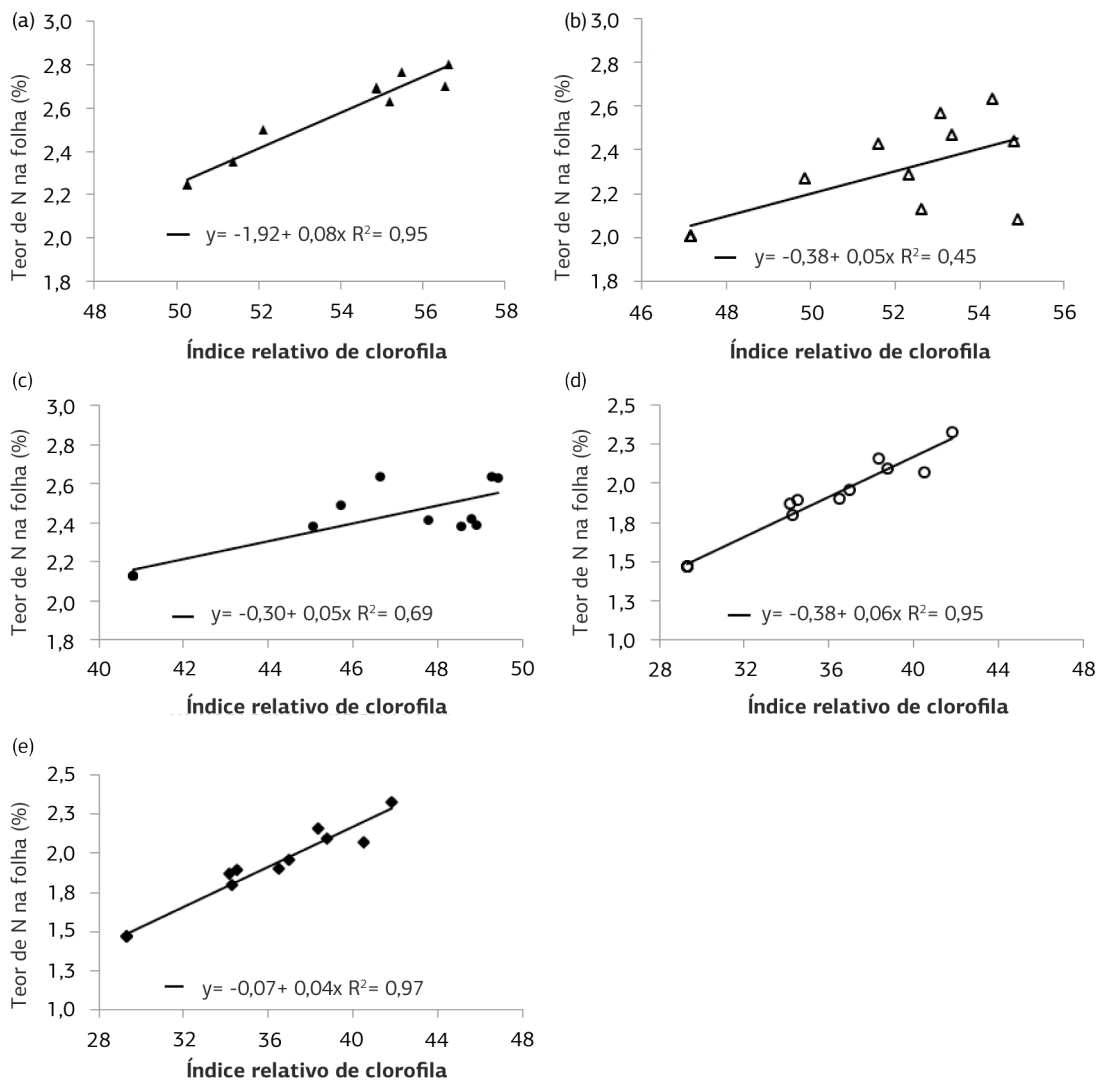 (a)
Teor de N na folha (%)
3,0
2,8
2,6
2,4
2,2
2,0
1,8
y= -1,92+ 0,08x R²= 0,95
48 50 52 54 56 58
Índice relativo de clorofila
(b)
Teor de N na folha (%)
3,0
2,8
2,6
2,4
2,2
2,0
1,8
y= -0,38+ 0,05x R²= 0,45
46 48 50 52 54 56
Índice relativo de clorofila
(c)
Teor de N na folha (%)
3,0
2,8
2,6
2,4
2,2
2,0
1,8
y= -0,30+ 0,05x R²= 0,69
40 42 44 46 48 50
Índice relativo de clorofila
(d)
Teor de N na folha (%)
2,5
2,3
2,0
1,8
1,5
1,3
1,0
y= -0,38+ 0,06x R²= 0,95
28 32 36 40 44 48
Índice relativo de clorofila
(e)
Teor de N na folha (%)
2,5
2,3
2,0
1,8
1,5
1,3
1,0
y= -0,07+ 0,04x R²= 0,97
28 32 36 40 44 48
Índice relativo de clorofila